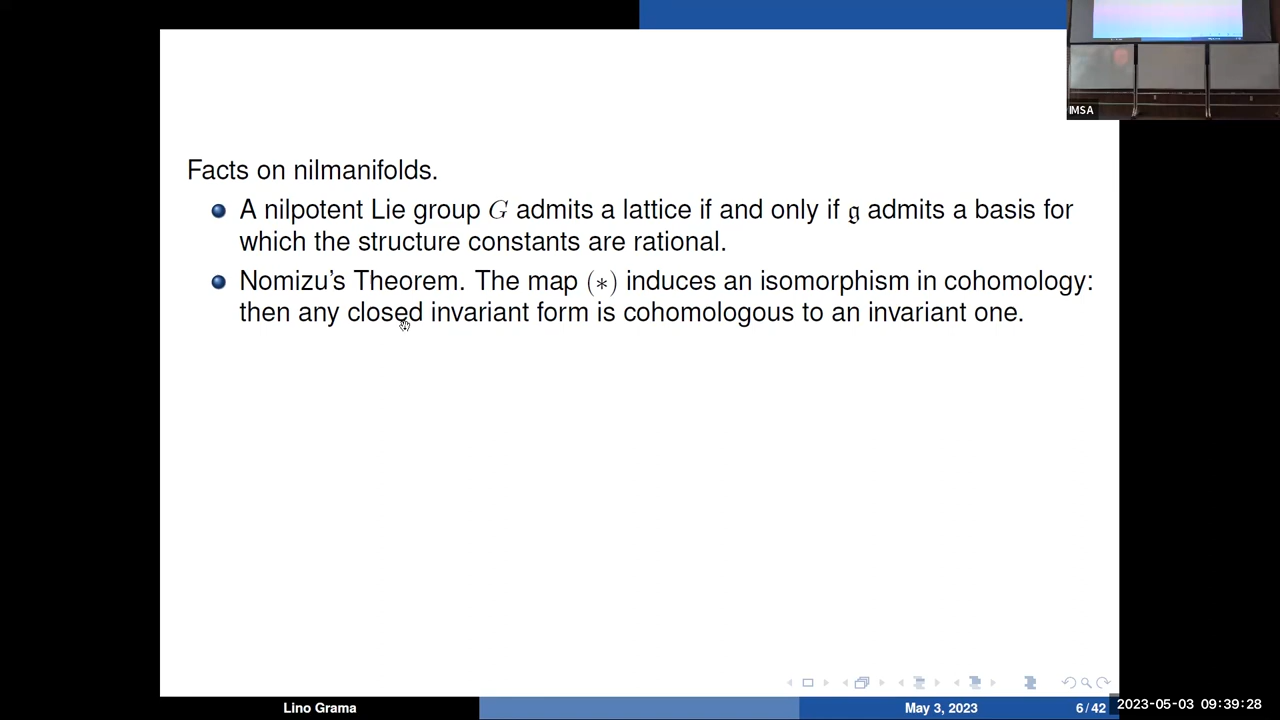 IMSA
Facts on nilmanifolds.
A nilpotent Lie group G admits a lattice if and only if 𝔤 admits a basis for
which the structure constants are rational.
Nomizu's Theorem. The map (∗) induces an isomorphism in cohomology:
then any closed invariant form is cohomologous to an invariant one.
Lino Grama
May 3, 2023
6 / 42
2023-05-03 09:39:28